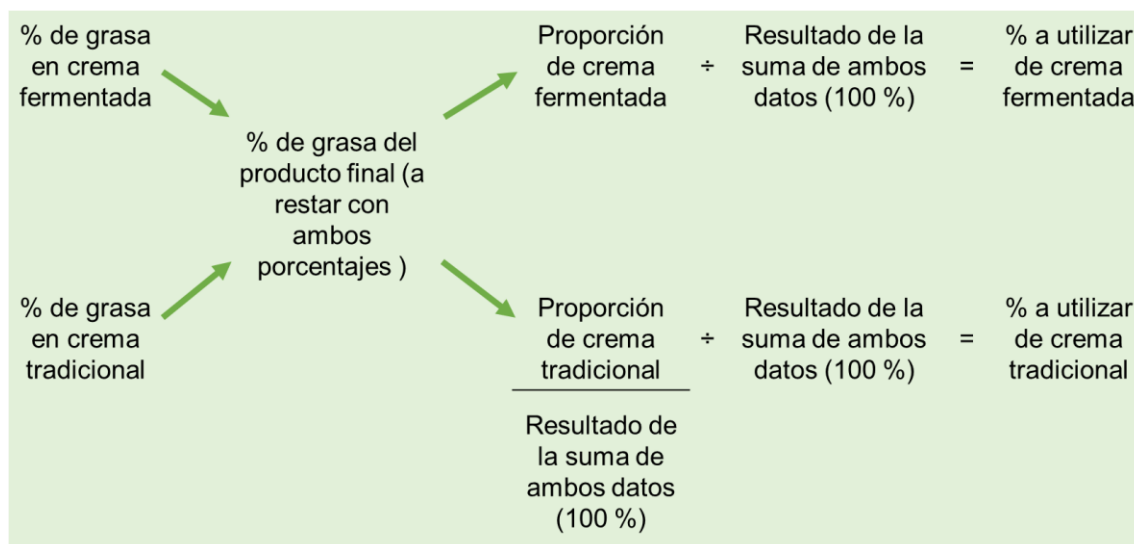 % de grasa
en crema
fermentada
% de grasa del
producto final (a
restar con
ambos
porcentajes )
% de grasa
en crema
tradicional
Proporción
de crema
fermentada
÷
Resultado de la
suma de ambos
datos (100 %)
=
% a utilizar
de crema
fermentada
Proporción
de crema
tradicional
÷
Resultado de la
suma de ambos
datos (100 %)
=
% a utilizar
de crema
tradicional
Resultado de
la suma de
ambos datos
(100 %)